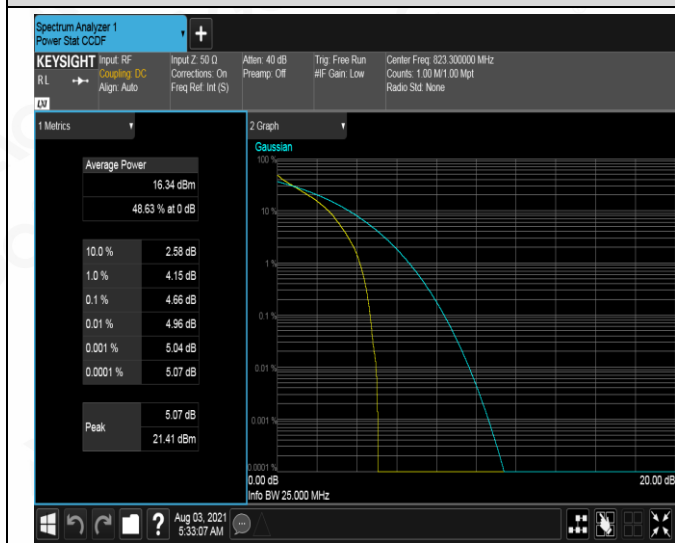 Spectrum Analyzer 1
Power Stat CCDF
+
KEYSIGHT
Input: RF
Input Z: 50 Ω
Atten: 40 dB
Trig: Free Run
Center Freq: 823.300000 MHz
RL
Coupling: DC
Corrections: On
Preamp: Off
#IF Gain: Low
Counts: 1.00 M/1.00 Mpt
Align: Auto
Freq Ref: Int (S)
Radio Std: None
LXI
1 Metrics
2 Graph
Average Power
16.34 dBm
48.63 % at 0 dB
10.0 % 2.58 dB
1.0 % 4.15 dB
0.1 % 4.66 dB
0.01 % 4.96 dB
0.001 % 5.04 dB
0.0001 % 5.07 dB
Peak
5.07 dB
21.41 dBm
Gaussian
100 %
10 %
1 %
0.1 %
0.01 %
0.001 %
0.0001 %
0.00 dB
20.00 dB
Info BW 25.000 MHz
?
Aug 03, 2021
5:33:07 AM